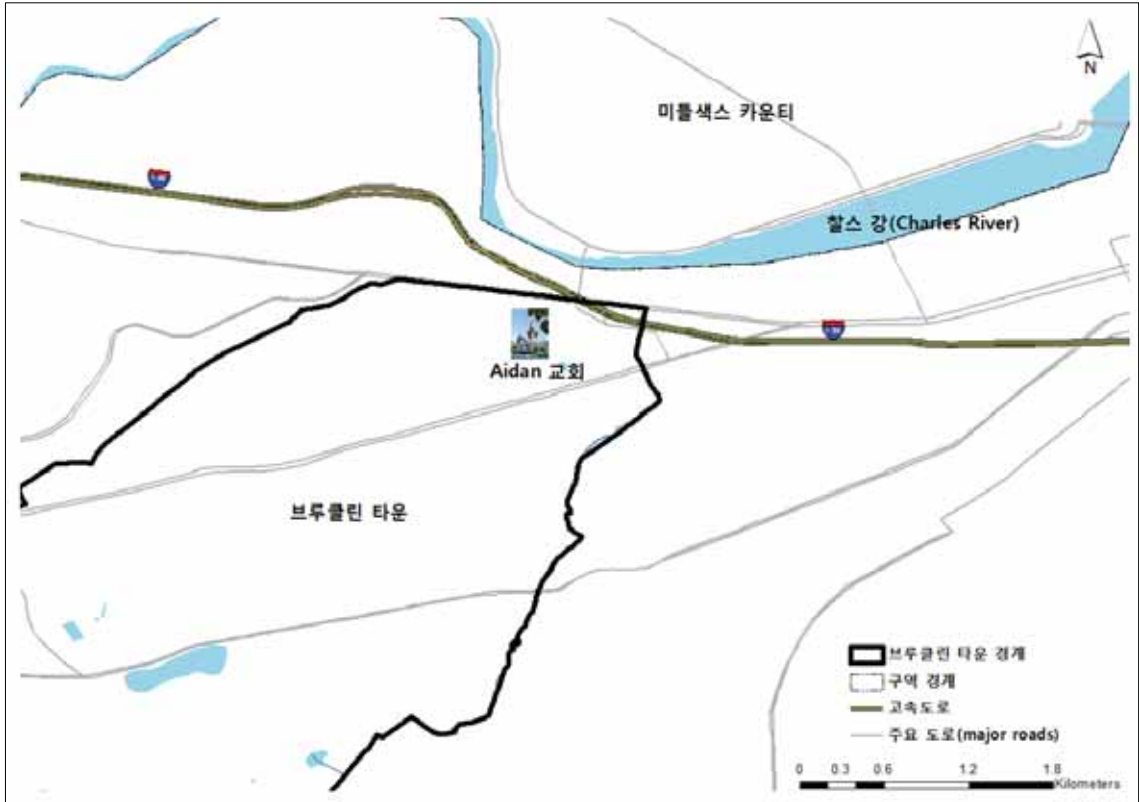 N
미들색스 카운티
찰스 강(Charles River)
Aidan 교회
브루클린 타운
브루클린 타운 경계
구역 경계
고속도로
주요 도로(major roads)
0 0.3 0.6 1.2 1.8
Kilometers